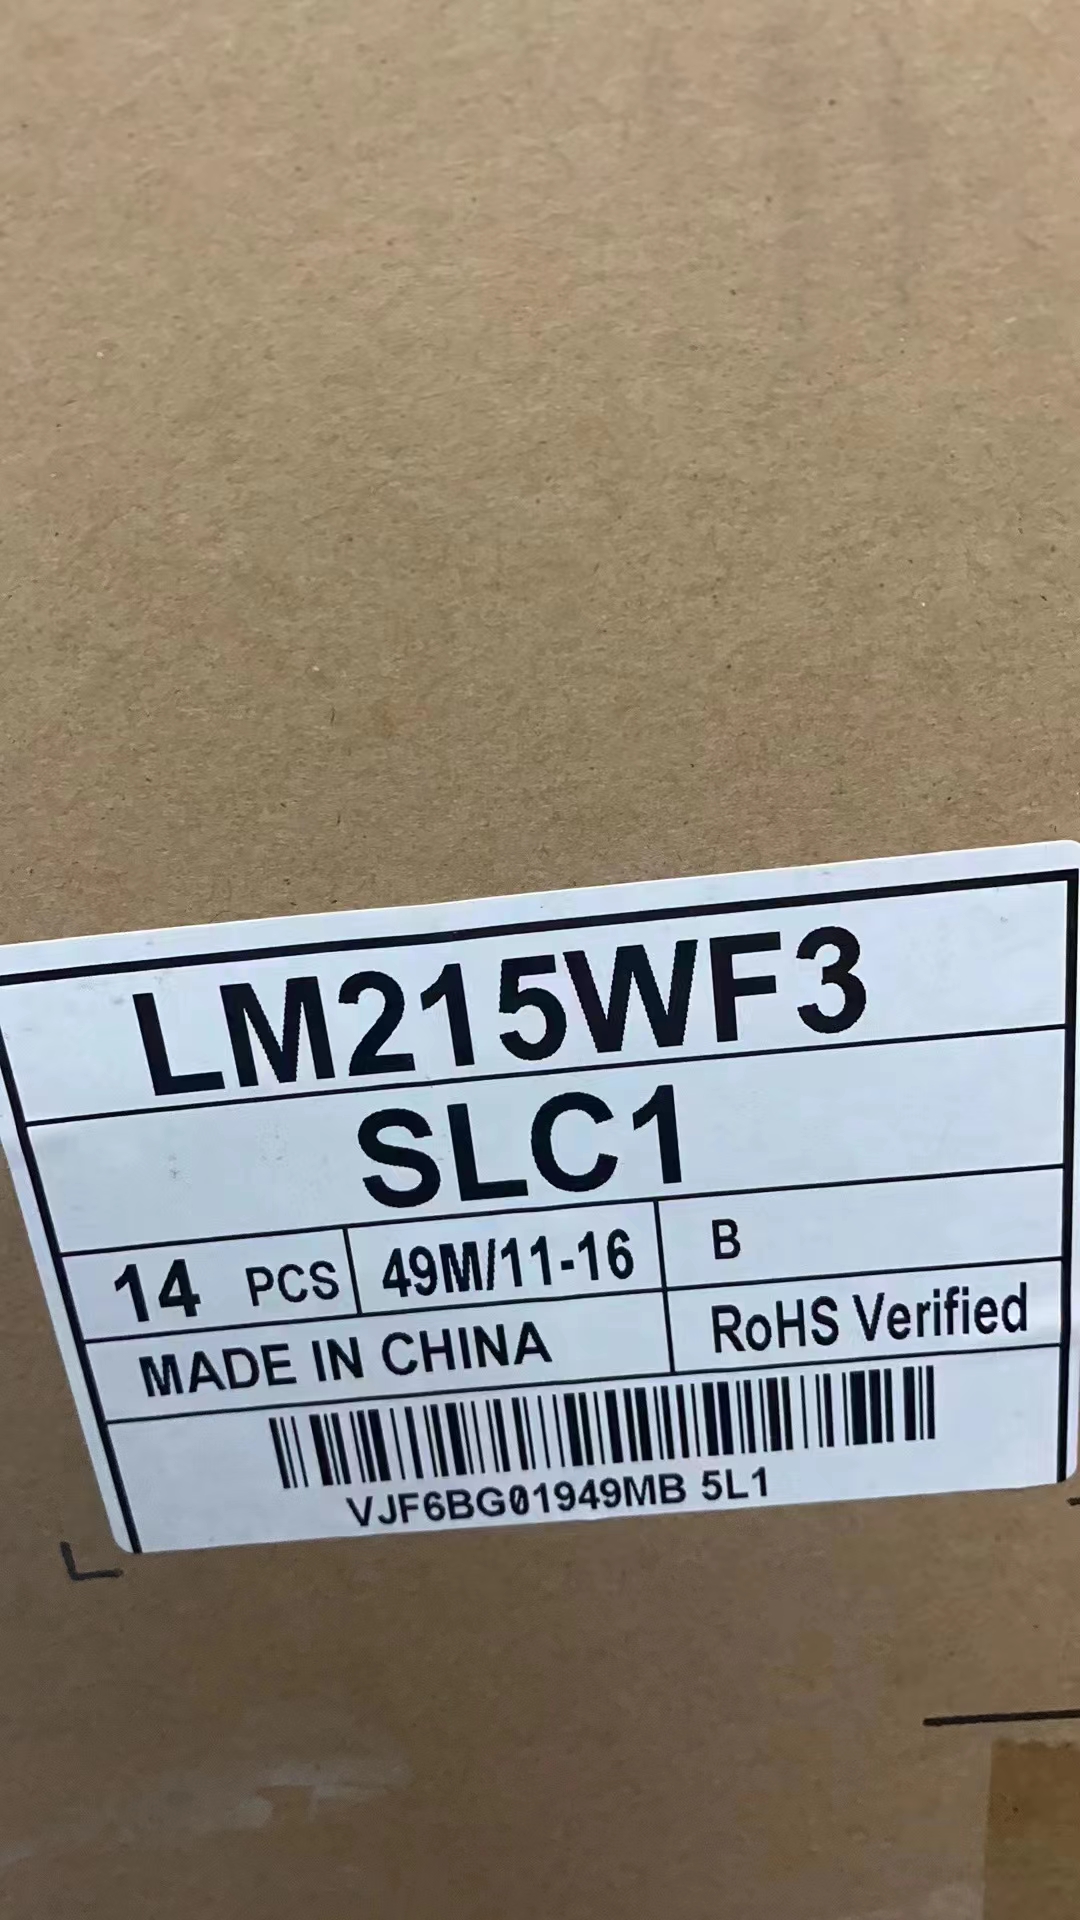 LM215WF3
SLC1
14 PCS 49M/11-16 B
MADE IN CHINA RoHS Verified
VJF6BG01949MB 5L1